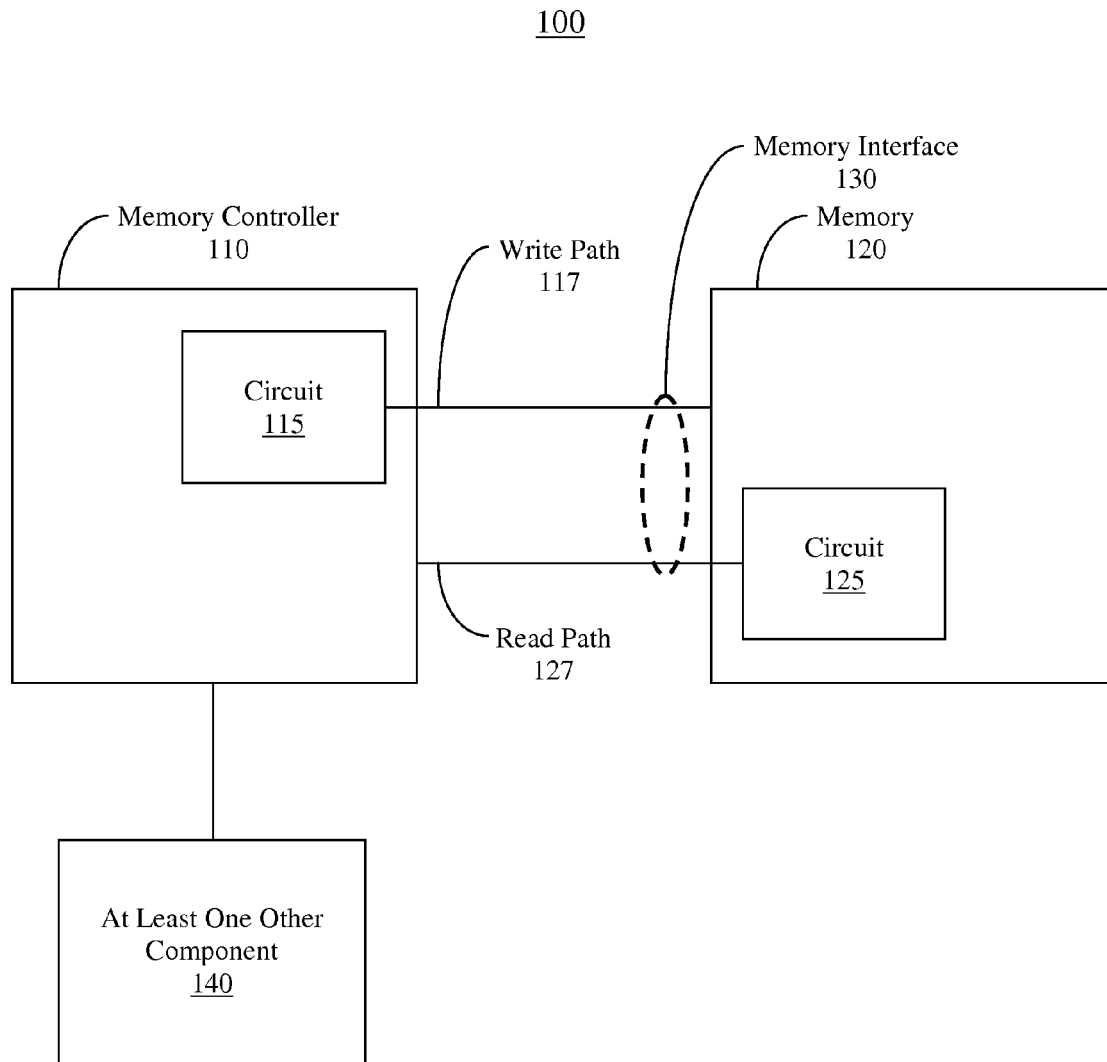 100
Memory Interface
130
Memory Controller
110
Memory
120
Write Path
117
Circuit
115
Circuit
125
Read Path
127
At Least One Other
Component
140